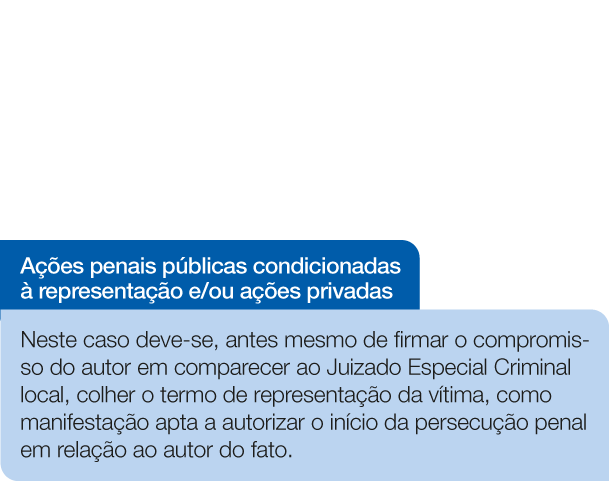 Ações penais públicas condicionadas
à representação e/ou ações privadas
Neste caso deve-se, antes mesmo de firmar o compromis-
so do autor em comparecer ao Juizado Especial Criminal
local, colher o termo de representação da vítima, como
manifestação apta a autorizar o início da persecução penal
em relação ao autor do fato.